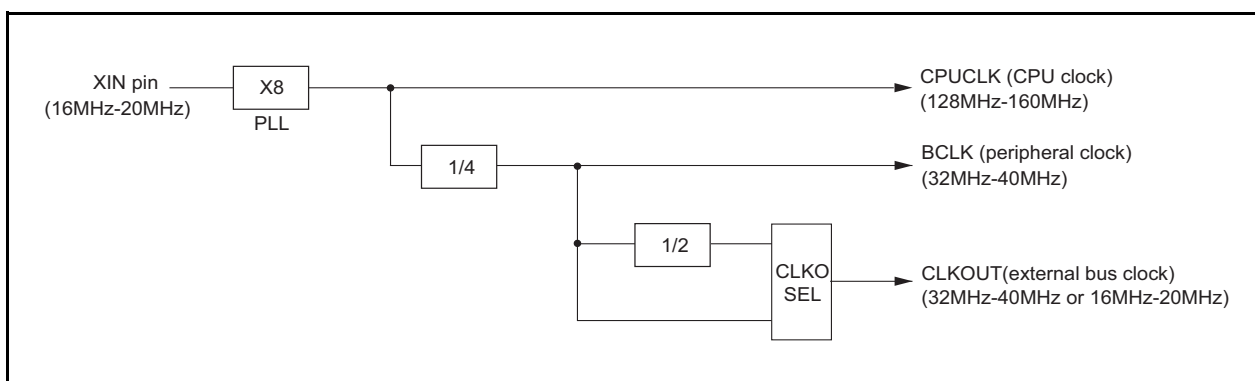 XIN pin
(16MHz-20MHz)
X8
PLL
CPUCLK (CPU clock)
(128MHz-160MHz)
1/4
BCLK (peripheral clock)
(32MHz-40MHz)
1/2
CLKO
SEL
CLKOUT(external bus clock)
(32MHz-40MHz or 16MHz-20MHz)